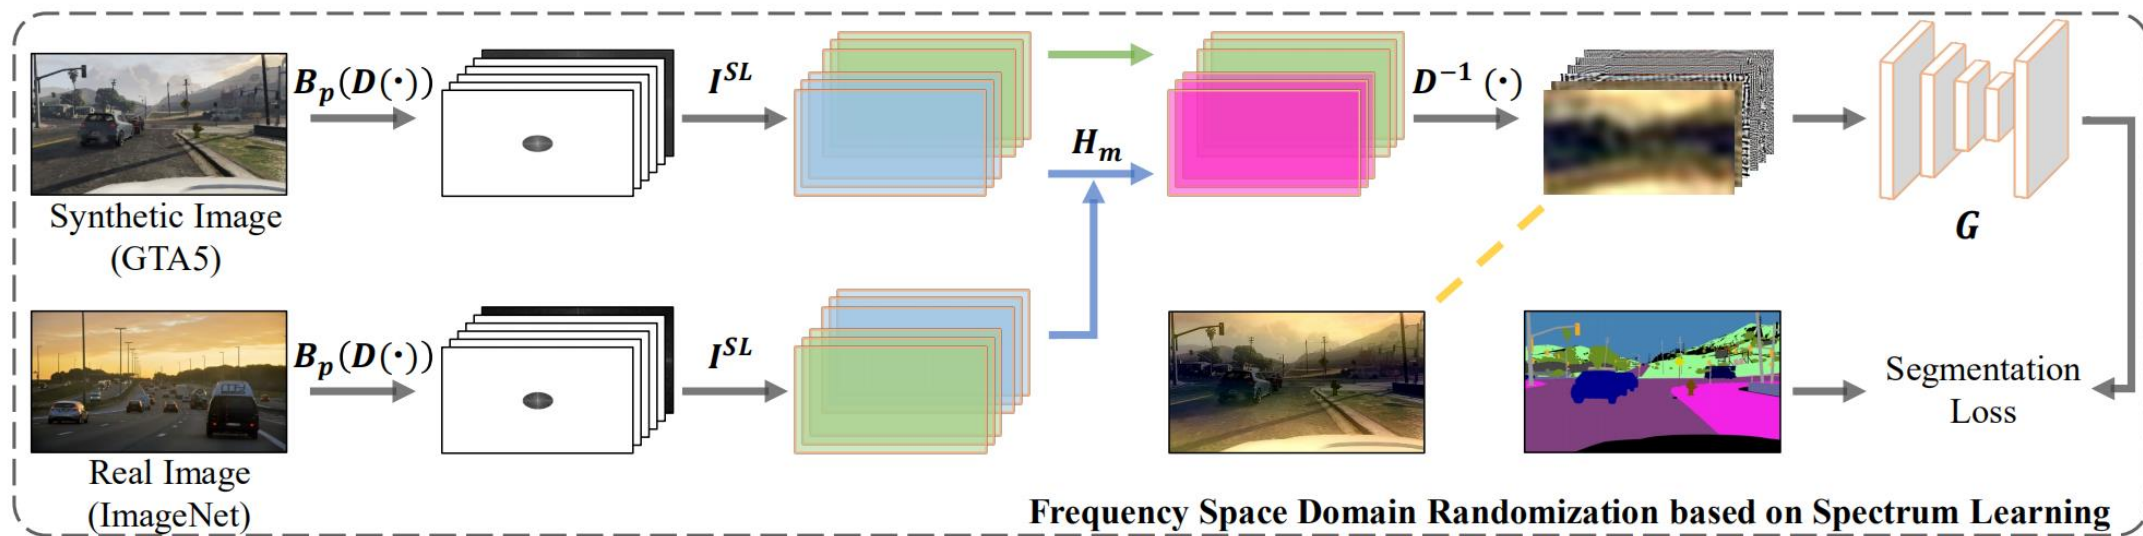 B_p(D(·))
I^{SL}
H_m
D^{-1}(·)
G
Synthetic Image
(GTA5)
B_p(D(·))
I^{SL}
Segmentation
Loss
Real Image
(ImageNet)
Frequency Space Domain Randomization based on Spectrum Learning